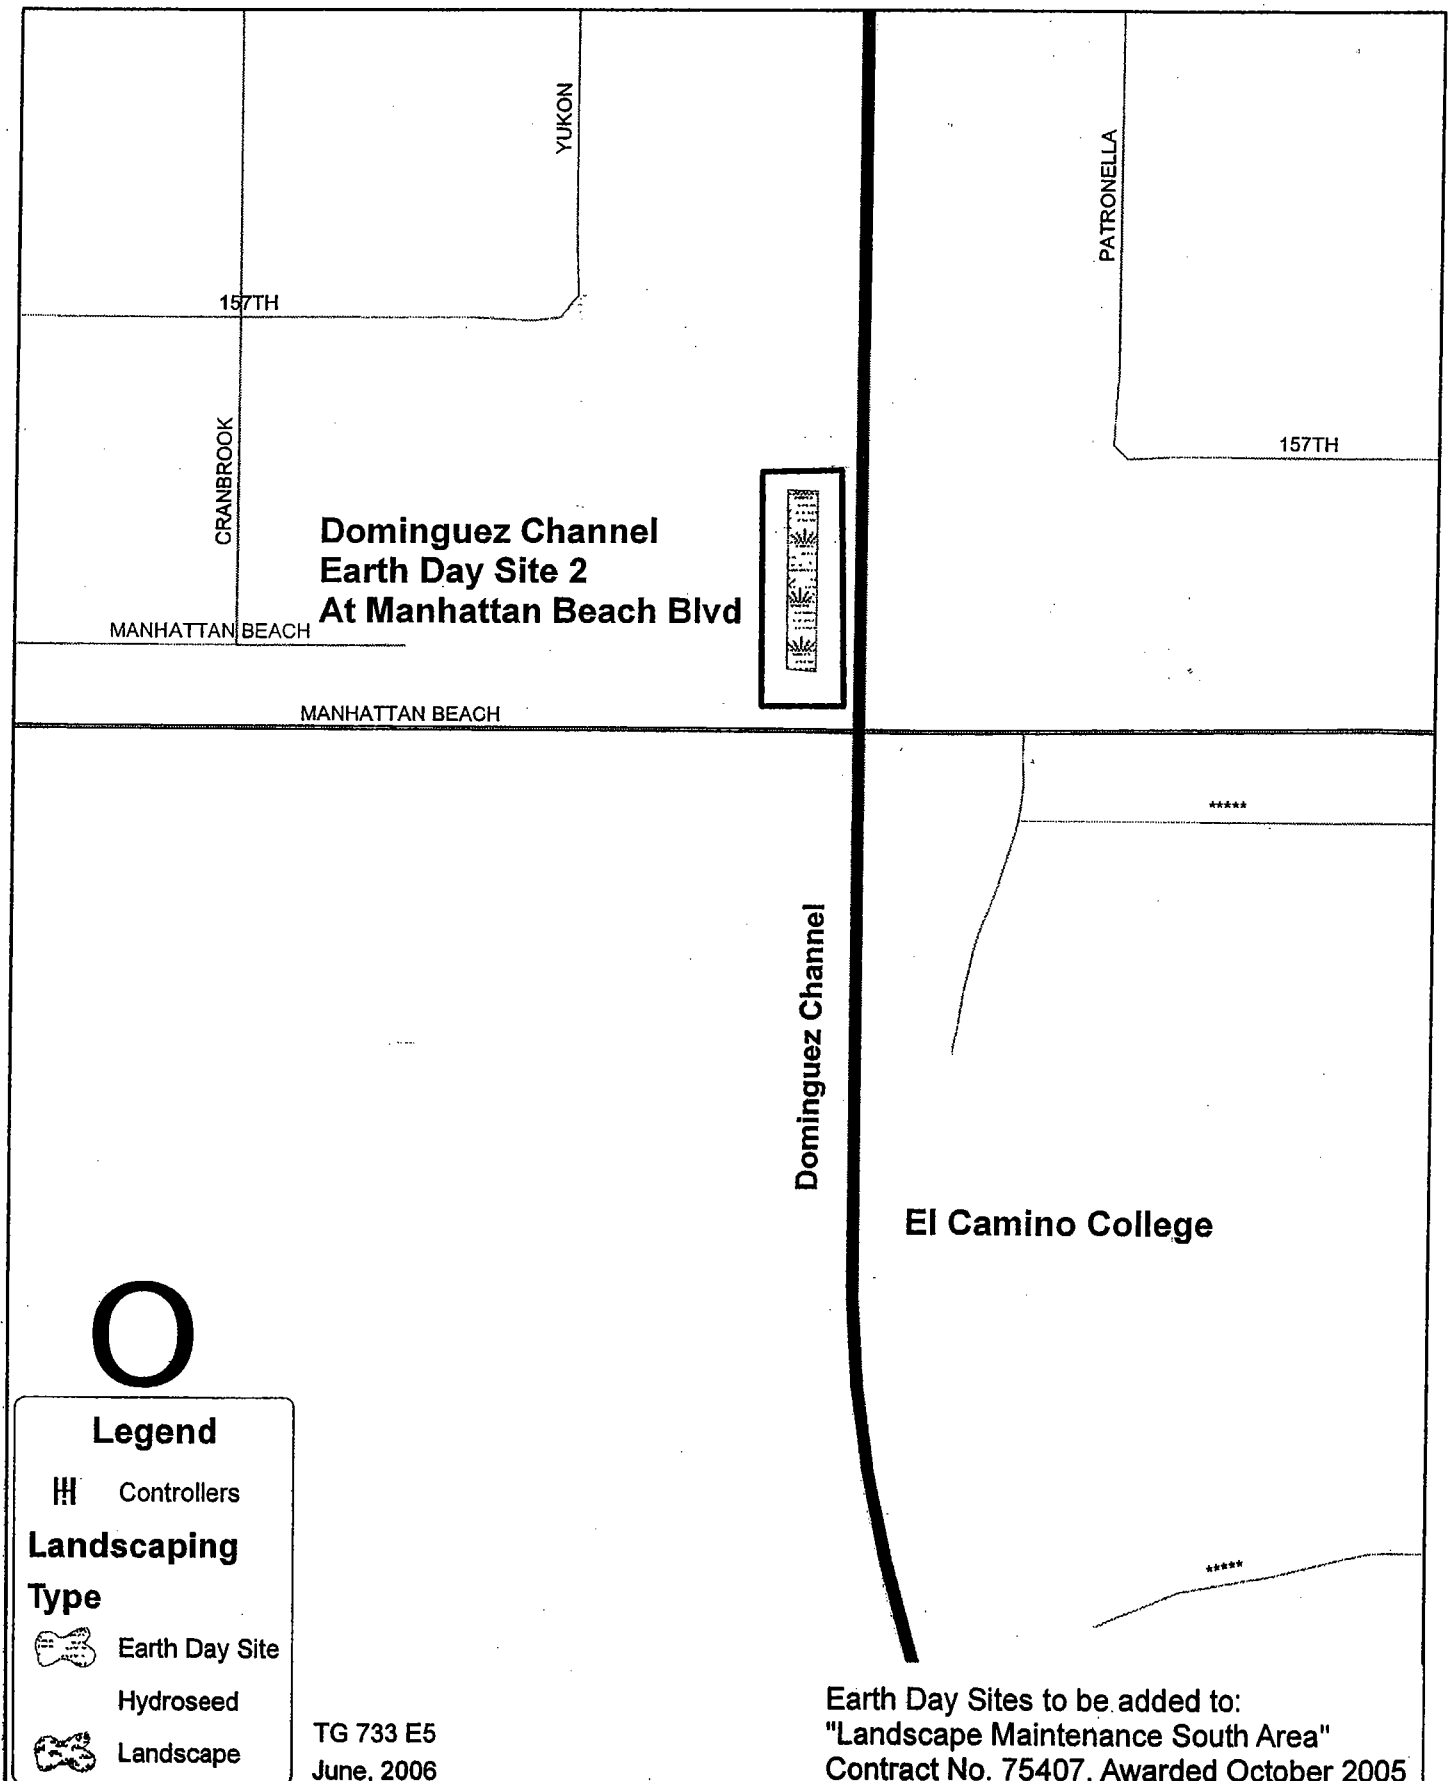 YUKON
PATRONELLA
157TH
157TH
CRANBROOK
Dominguez Channel
Earth Day Site 2
At Manhattan Beach Blvd
MANHATTAN BEACH
MANHATTAN BEACH
*****
Dominguez Channel
El Camino College
O
Legend
Controllers
Landscaping
Type
Earth Day Site
Hydroseed
Landscape
*****
TG 733 E5
June, 2006
Earth Day Sites to be added to:
"Landscape Maintenance South Area"
Contract No. 75407, Awarded October 2005